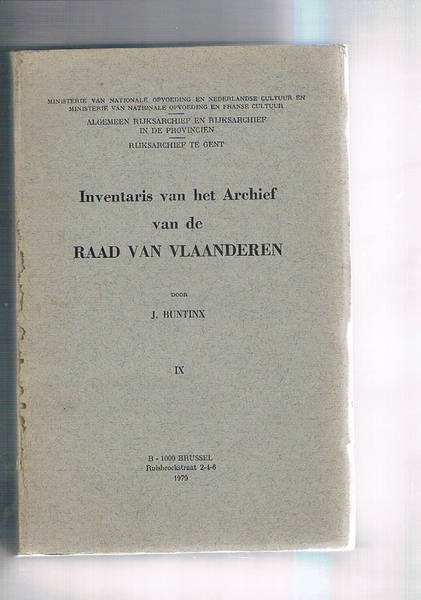 MINISTERIE VAN NATIONALE OPVOEDING EN NEDERLANDSE CULTUUR EN
MINISTERIE VAN NATIONALE OPVOEDING EN FRANSE CULTUUR
ALGEMEEN RIJKSARCHIEF EN RIJKSARCHIEF
IN DE PROVINCIËN
RIJKSARCHIEF TE GENT
Inventaris van het Archief
van de
RAAD VAN VLAANDEREN
DOOR
J. BUNTINX
IX
B - 1000 BRUSSEL
Ruisbroekstraat 2-4-6
1979